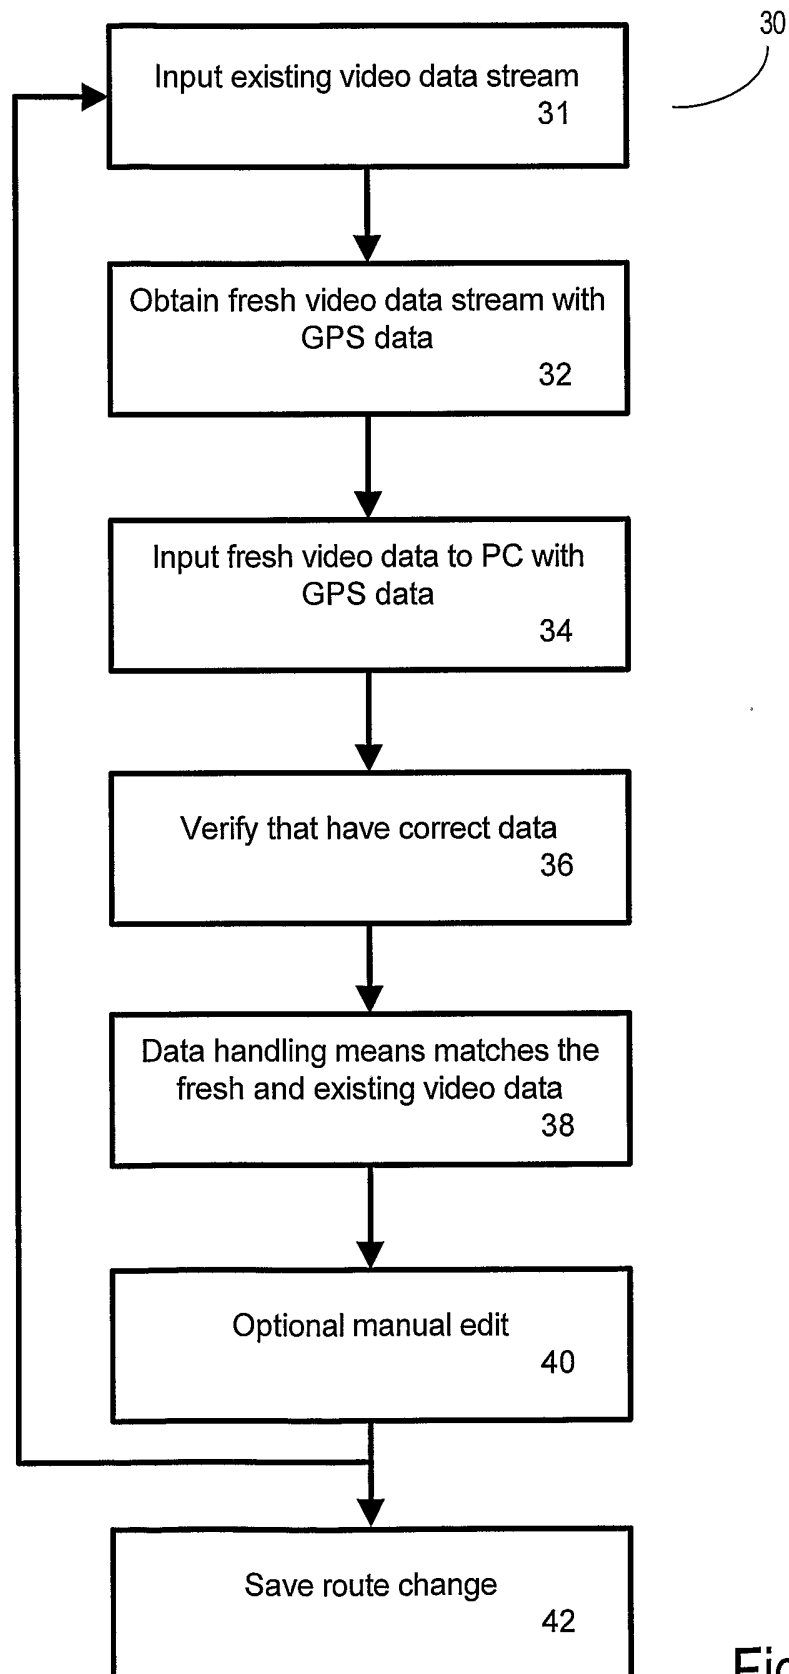 30
Input existing video data stream
31
Obtain fresh video data stream with
GPS data
32
Input fresh video data to PC with
GPS data
34
Verify that have correct data
36
Data handling means matches the
fresh and existing video data
38
Optional manual edit
40
Save route change
42